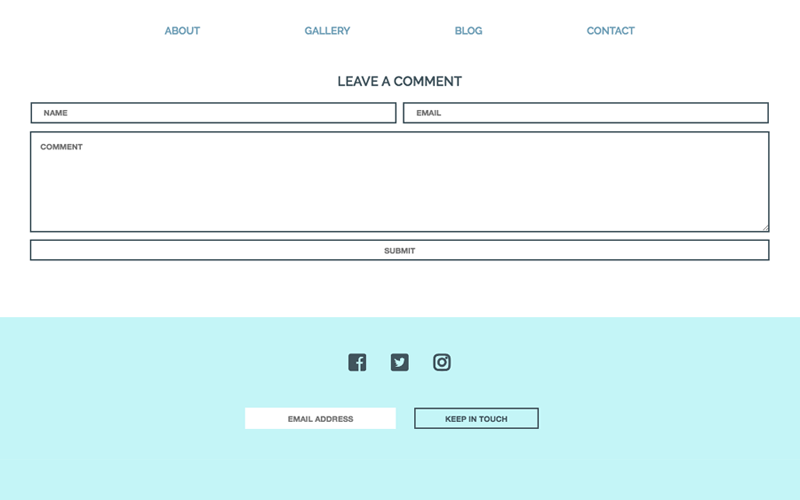 ABOUT GALLERY BLOG CONTACT
LEAVE A COMMENT
NAME EMAIL
COMMENT
SUBMIT
EMAIL ADDRESS KEEP IN TOUCH